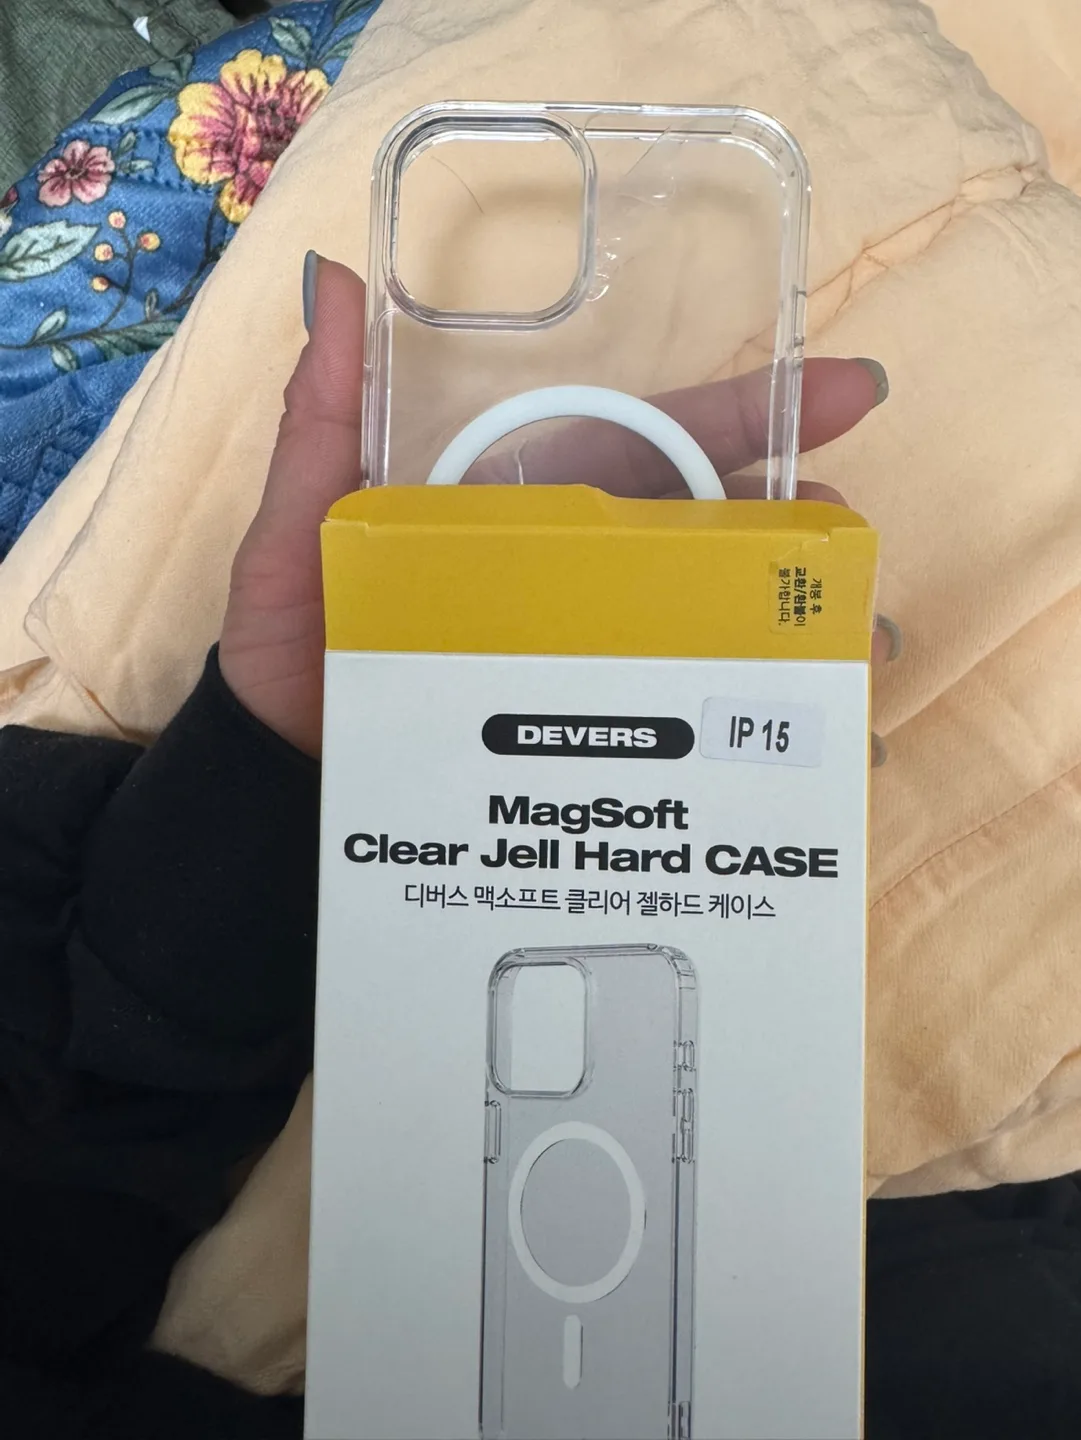 개봉 후
교환/환불이
불가합니다.
DEVERS
IP 15
MagSoft
Clear Jell Hard CASE
디버스 맥소프트 클리어 젤하드 케이스